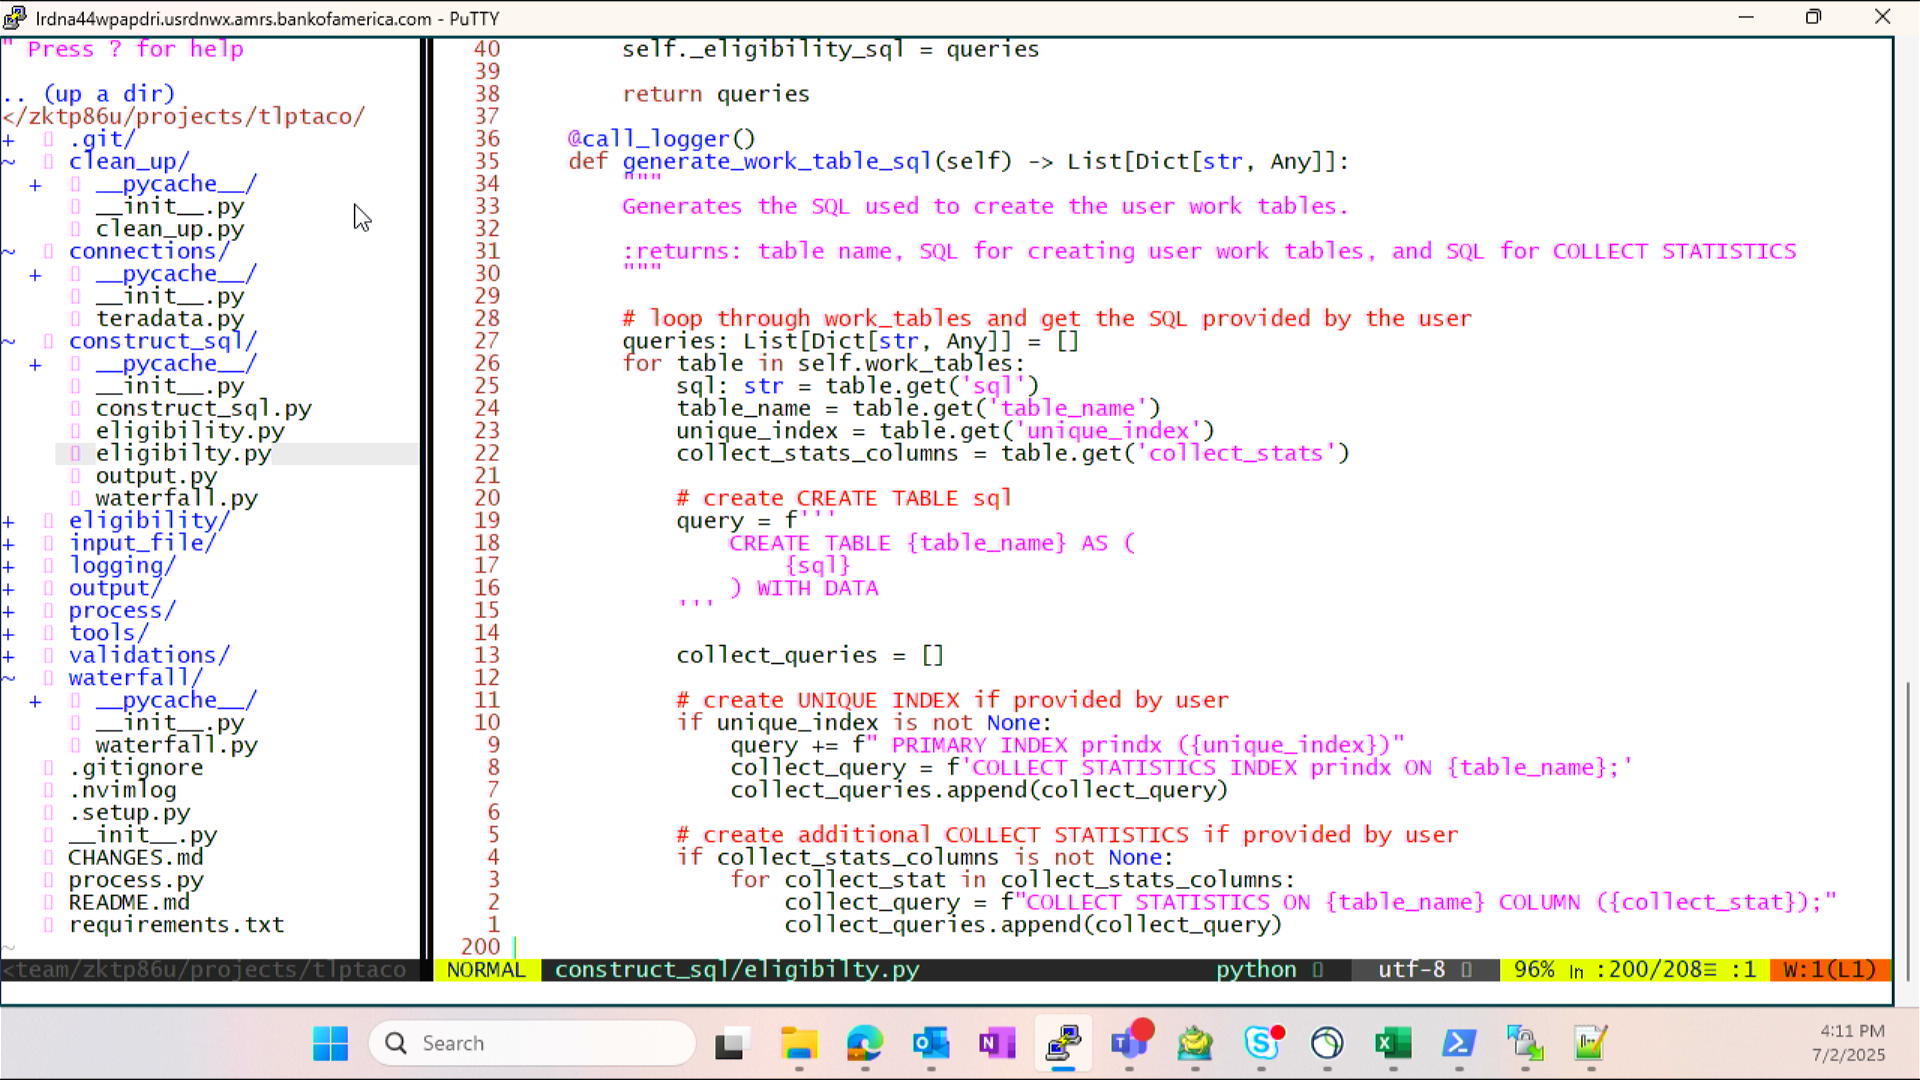 lrdna44wpapdri.usrdnwx.amrs.bankofamerica.com - PuTTY
" Press ? for help
.. (up a dir)
</zktp86u/projects/tlptaco/
+ .git/
~ clean_up/
+ __pycache__/
__init__.py
clean_up.py
~ connections/
+ __pycache__/
__init__.py
teradata.py
~ construct_sql/
+ __pycache__/
__init__.py
construct_sql.py
eligibility.py
eligibilty.py
output.py
waterfall.py
+ eligibility/
+ input_file/
+ logging/
+ output/
+ process/
+ tools/
+ validations/
~ waterfall/
+ __pycache__/
__init__.py
waterfall.py
.gitignore
.nvimlog
.setup.py
__init__.py
CHANGES.md
process.py
README.md
requirements.txt
~
<team/zktp86u/projects/tlptaco
40 self._eligibility_sql = queries
39
38 return queries
37
36 @call_logger()
35 def generate_work_table_sql(self) -> List[Dict[str, Any]]:
34 """
33 Generates the SQL used to create the user work tables.
32
31 :returns: table name, SQL for creating user work tables, and SQL for COLLECT STATISTICS
30 """
29
28 # loop through work_tables and get the SQL provided by the user
27 queries: List[Dict[str, Any]] = []
26 for table in self.work_tables:
25 sql: str = table.get('sql')
24 table_name = table.get('table_name')
23 unique_index = table.get('unique_index')
22 collect_stats_columns = table.get('collect_stats')
21
20 # create CREATE TABLE sql
19 query = f'''
18 CREATE TABLE {table_name} AS (
17 {sql}
16 ) WITH DATA
15 '''
14
13 collect_queries = []
12
11 # create UNIQUE INDEX if provided by user
10 if unique_index is not None:
9 query += f" PRIMARY INDEX prindx ({unique_index})"
8 collect_query = f'COLLECT STATISTICS INDEX prindx ON {table_name};'
7 collect_queries.append(collect_query)
6
5 # create additional COLLECT STATISTICS if provided by user
4 if collect_stats_columns is not None:
3 for collect_stat in collect_stats_columns:
2 collect_query = f"COLLECT STATISTICS ON {table_name} COLUMN ({collect_stat});"
1 collect_queries.append(collect_query)
200
NORMAL construct_sql/eligibilty.py python utf-8 96% ln :200/208≡ :1 W:1(L1)
Search
4:11 PM
7/2/2025